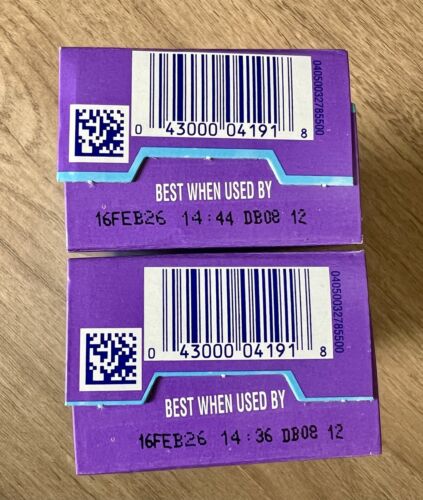 04050032785500
0 43000 04191 8
BEST WHEN USED BY
16FEB26 14:44 DB08 12
04050032785500
0 43000 04191 8
BEST WHEN USED BY
16FEB26 14:36 DB08 12